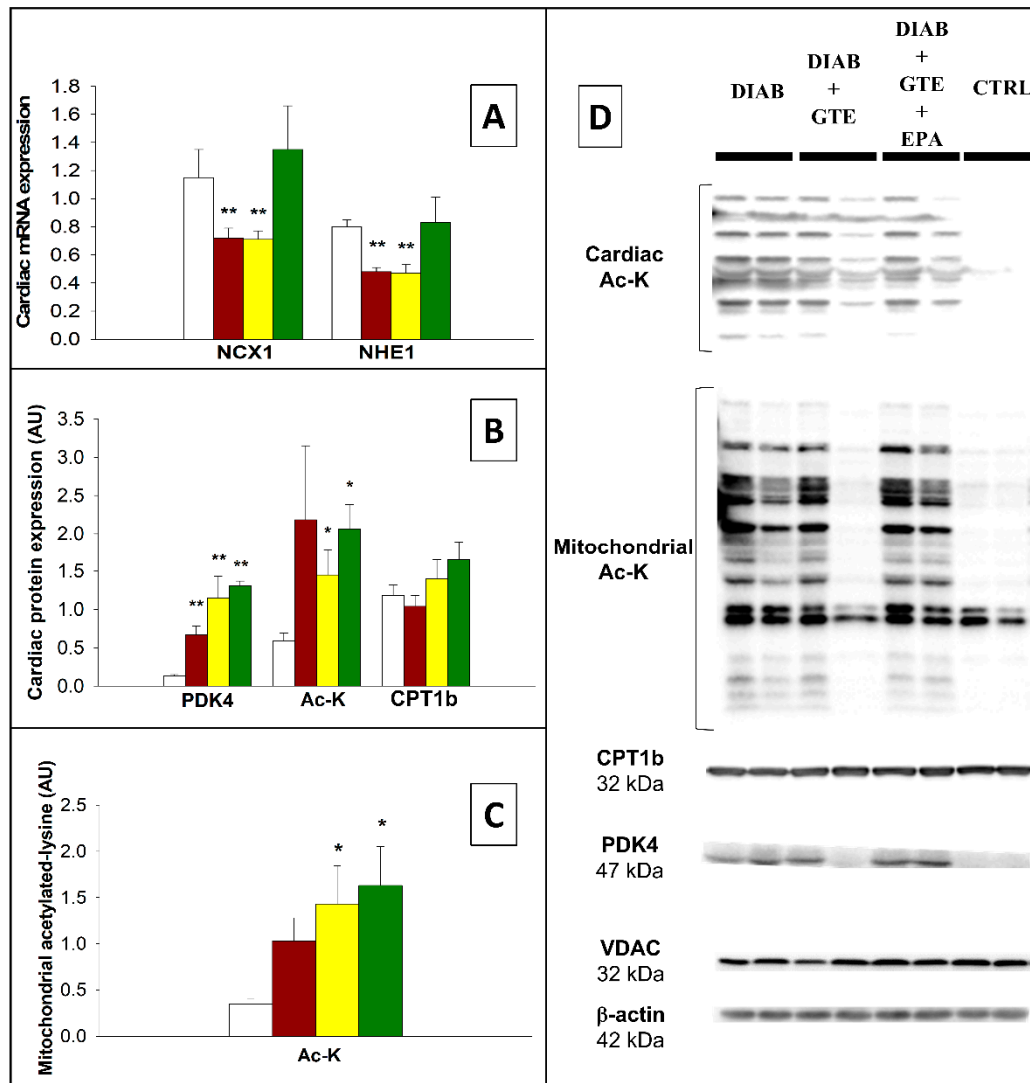 A
Cardiac mRNA expression
1.8
1.6
1.4
1.2
1.0
0.8
0.6
0.4
0.2
0.0
** **
** **
NCX1 NHE1
B
Cardiac protein expression (AU)
3.5
3.0
2.5
2.0
1.5
1.0
0.5
0.0
** ** **
* *
PDK4 Ac-K CPT1b
C
Mitochondrial acetylated-lysine (AU)
2.5
2.0
1.5
1.0
0.5
0.0
* *
Ac-K
D
DIAB
DIAB
+
GTE
DIAB
+
GTE
+
EPA
CTRL
Cardiac
Ac-K
Mitochondrial
Ac-K
CPT1b
32 kDa
PDK4
47 kDa
VDAC
32 kDa
β-actin
42 kDa